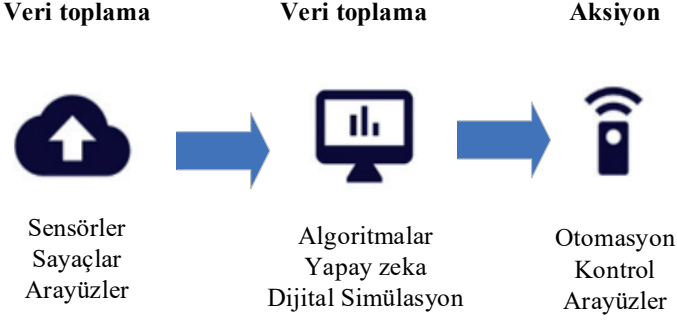 Veri toplama
Veri toplama
Aksiyon
Sensörler
Sayaçlar
Arayüzler
Algoritmalar
Yapay zeka
Dijital Simülasyon
Otomasyon
Kontrol
Arayüzler